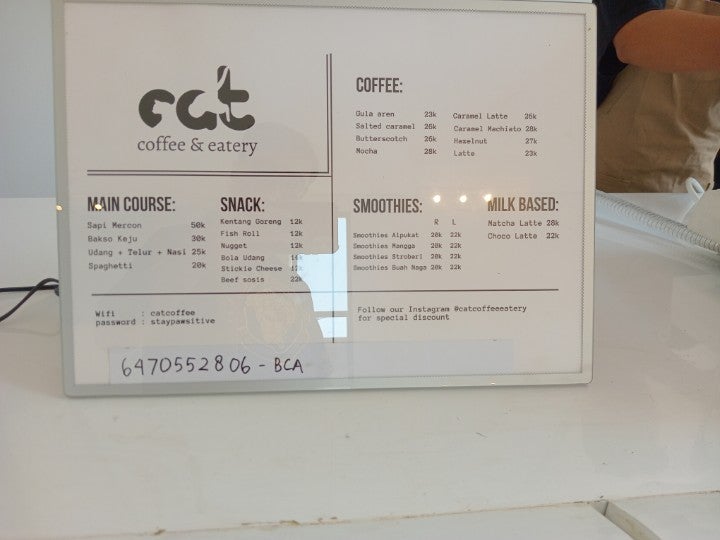 cat
coffee & eatery
COFFEE:
Gula aren 23k
Salted caramel 26k
Butterscotch 26k
Mocha 28k
Caramel Latte 25k
Caramel Machiato 28k
Hazelnut 27k
Latte 23k
MAIN COURSE:
Sapi Mercon 50k
Bakso Keju 30k
Udang + Telur + Nasi 25k
Spaghetti 20k
SNACK:
Kentang Goreng 12k
Fish Roll 12k
Nugget 12k
Bola Udang
Stickie Cheese
Beef sosis 22k
SMOOTHIES:
R L
Smoothies Alpukat 20k 22k
Smoothies Mangga 20k 22k
Smoothies Stroberi 20k 22k
Smoothies Buah Naga 20k 22k
MILK BASED:
Matcha Latte 28k
Choco Latte 22k
Wifi : catcoffee
password : staypawsitive
Follow our Instagram #catcoffeeetery
for special discount
6470552806 - BCA